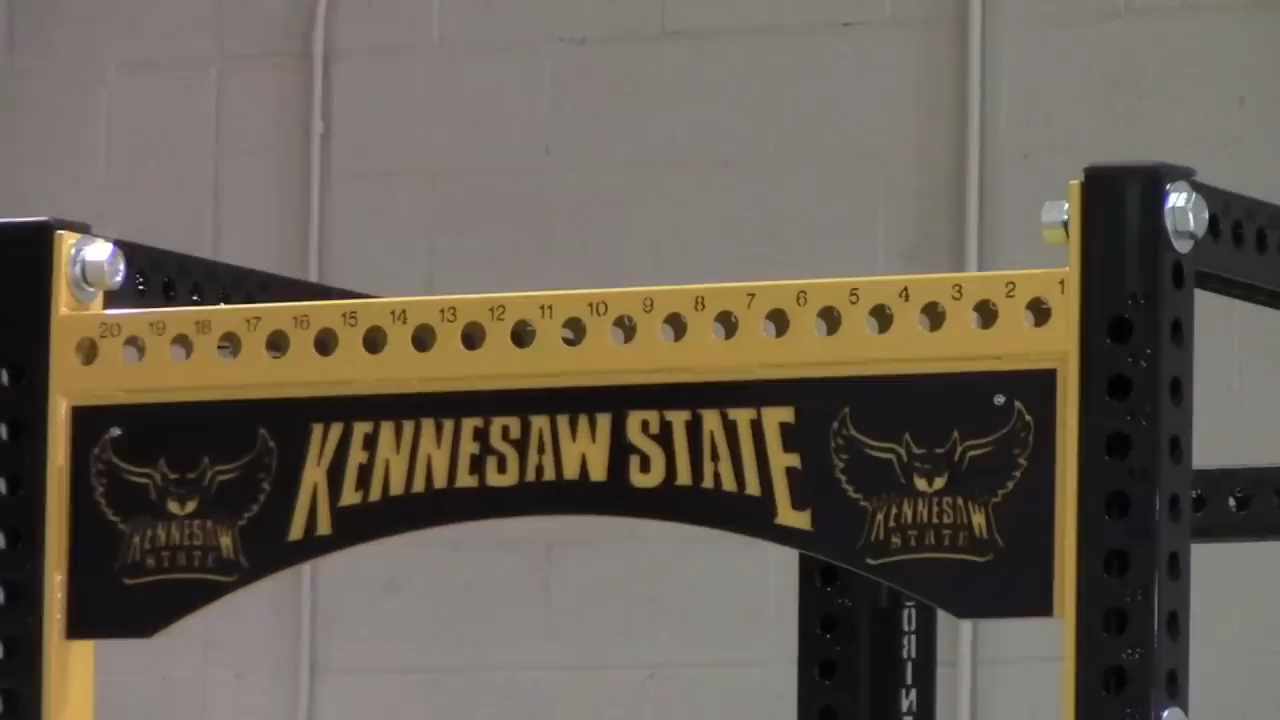 20 19 18 17 16 15 14 13 12 11 10 9 8 7 6 5 4 3 2 1
KENNESAW STATE
KENNESAW
STATE
KENNESAW
STATE